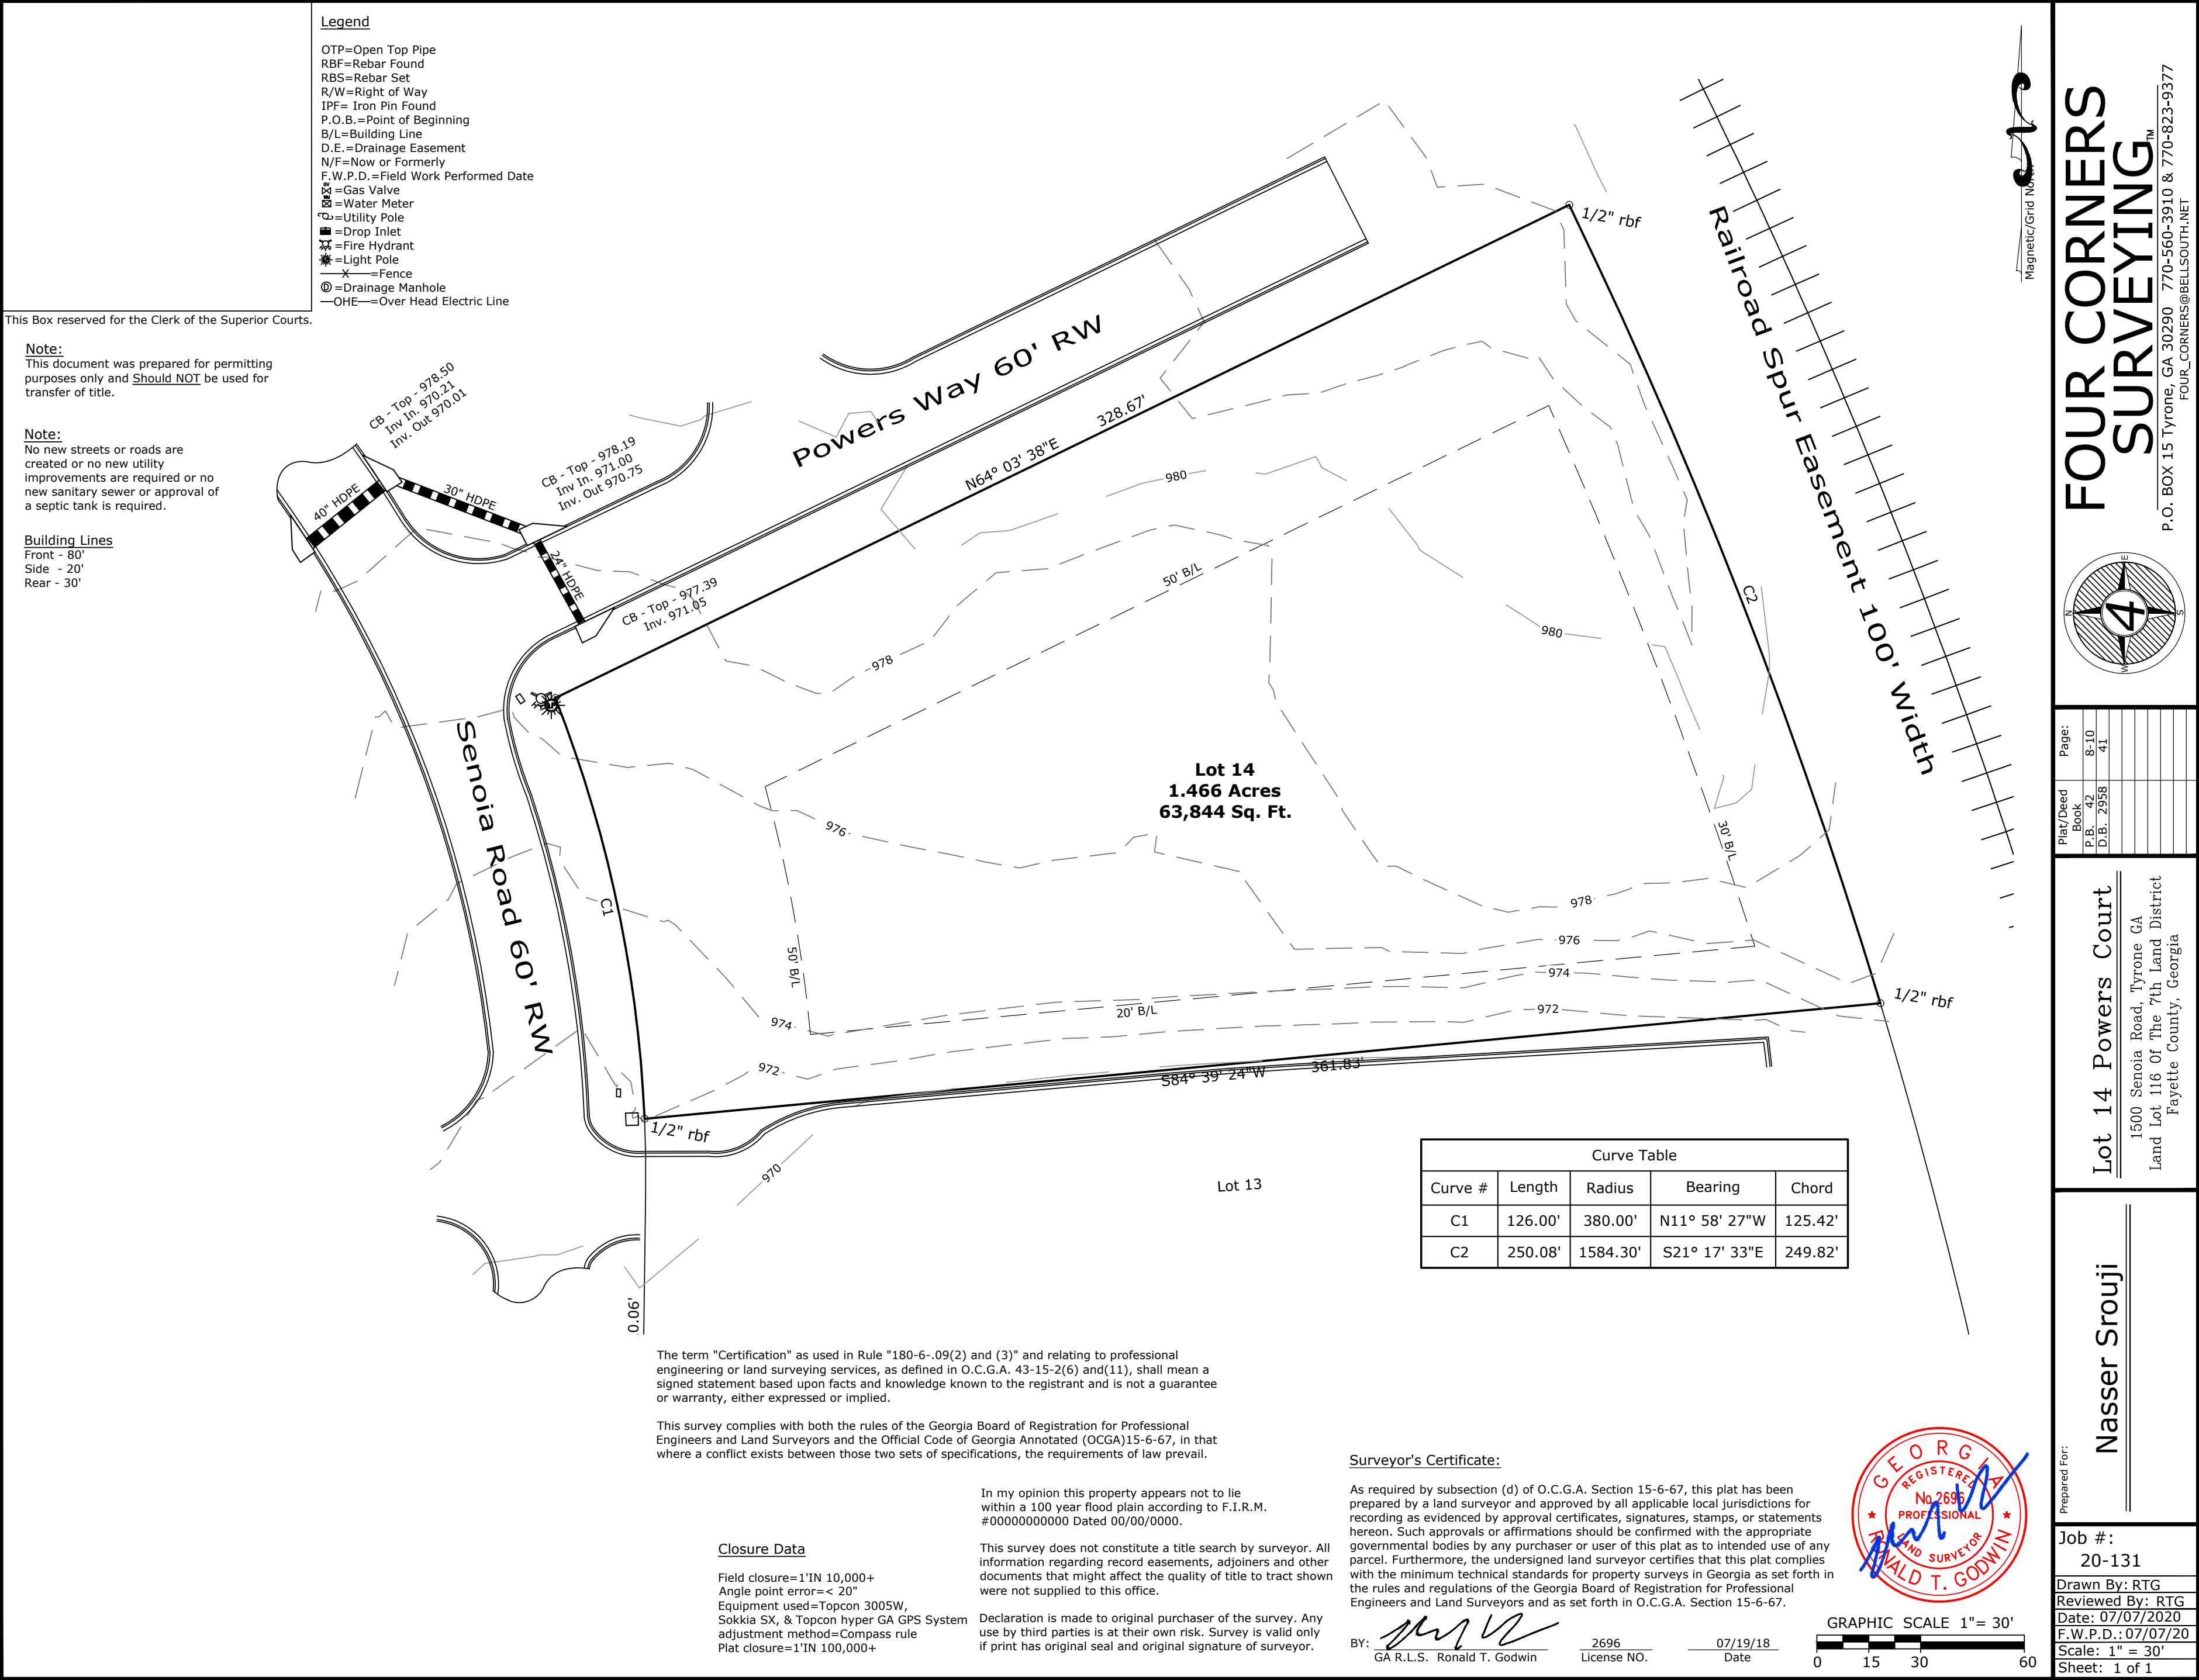 Legend
OTP=Open Top Pipe
RBF=Rebar Found
RBS=Rebar Set
R/W=Right of Way
IPF= Iron Pin Found
P.O.B.=Point of Beginning
B/L=Building Line
D.E.=Drainage Easement
N/F=Now or Formerly
F.W.P.D.=Field Work Performed Date
=Gas Valve
=Water Meter
=Utility Pole
=Drop Inlet
=Fire Hydrant
=Light Pole
X =Fence
D =Drainage Manhole
OHE =Over Head Electric Line
This Box reserved for the Clerk of the Superior Courts.
Note:
This document was prepared for permitting
purposes only and Should NOT be used for
transfer of title.
Note:
No new streets or roads are
created or no new utility
improvements are required or no
new sanitary sewer or approval of
a septic tank is required.
Building Lines
Front - 80'
Side - 20'
Rear - 30'
CB - Top - 978.50
Inv In. 970.21
Inv. Out 970.01
CB - Top - 978.19
Inv In. 971.00
Inv. Out 970.75
40" HDPE
30" HDPE
24" HDPE
CB - Top - 977.39
Inv. 971.05
Powers Way 60' RW
N64° 03' 38"E
328.67'
1/2" rbf
Railroad Spur Easement 100' Width
Magnetic/Grid North
980
50' B/L
980
C2
978
Senoia Road 60' RW
Lot 14
1.466 Acres
63,844 Sq. Ft.
976
30' B/L
C1
978
50' B/L
976
974
972
974
20' B/L
972
1/2" rbf
S84° 39' 24"W
361.83'
1/2" rbf
970
Lot 13
0.06'
Curve Table
Curve # Length Radius Bearing Chord
C1 126.00' 380.00' N11° 58' 27"W 125.42'
C2 250.08' 1584.30' S21° 17' 33"E 249.82'
The term "Certification" as used in Rule "180-6-.09(2) and (3)" and relating to professional
engineering or land surveying services, as defined in O.C.G.A. 43-15-2(6) and(11), shall mean a
signed statement based upon facts and knowledge known to the registrant and is not a guarantee
or warranty, either expressed or implied.
This survey complies with both the rules of the Georgia Board of Registration for Professional
Engineers and Land Surveyors and the Official Code of Georgia Annotated (OCGA)15-6-67, in that
where a conflict exists between those two sets of specifications, the requirements of law prevail.
Closure Data
Field closure=1'IN 10,000+
Angle point error=< 20"
Equipment used=Topcon 3005W,
Sokkia SX, & Topcon hyper GA GPS System
adjustment method=Compass rule
Plat closure=1'IN 100,000+
In my opinion this property appears not to lie
within a 100 year flood plain according to F.I.R.M.
#00000000000 Dated 00/00/0000.
This survey does not constitute a title search by surveyor. All
information regarding record easements, adjoiners and other
documents that might affect the quality of title to tract shown
were not supplied to this office.
Declaration is made to original purchaser of the survey. Any
use by third parties is at their own risk. Survey is valid only
if print has original seal and original signature of surveyor.
Surveyor's Certificate:
As required by subsection (d) of O.C.G.A. Section 15-6-67, this plat has been
prepared by a land surveyor and approved by all applicable local jurisdictions for
recording as evidenced by approval certificates, signatures, stamps, or statements
hereon. Such approvals or affirmations should be confirmed with the appropriate
governmental bodies by any purchaser or user of this plat as to intended use of any
parcel. Furthermore, the undersigned land surveyor certifies that this plat complies
with the minimum technical standards for property surveys in Georgia as set forth in
the rules and regulations of the Georgia Board of Registration for Professional
Engineers and Land Surveyors and as set forth in O.C.G.A. Section 15-6-67.
BY:
2696
07/19/18
GA R.L.S. Ronald T. Godwin
License NO.
Date
GEORGIA
REGISTERED
No.2696
PROFESSIONAL
LAND SURVEYOR
RONALD T. GODWIN
GRAPHIC SCALE 1"= 30'
0 15 30 60
FOUR CORNERS
SURVEYING™
P.O. BOX 15 Tyrone, GA 30290 770-560-3910 & 770-823-9377
FOUR_CORNERS@BELLSOUTH.NET
N
E
S
W
4
Plat/Deed Book
Page:
P.B. 42 8-10
D.B. 2958 41
Lot 14 Powers Court
1500 Senoia Road, Tyrone GA
Land Lot 116 Of The 7th Land District
Fayette County, Georgia
Prepared For:
Nasser Srouji
Job #:
20-131
Drawn By: RTG
Reviewed By: RTG
Date: 07/07/2020
F.W.P.D.: 07/07/20
Scale: 1" = 30'
Sheet: 1 of 1